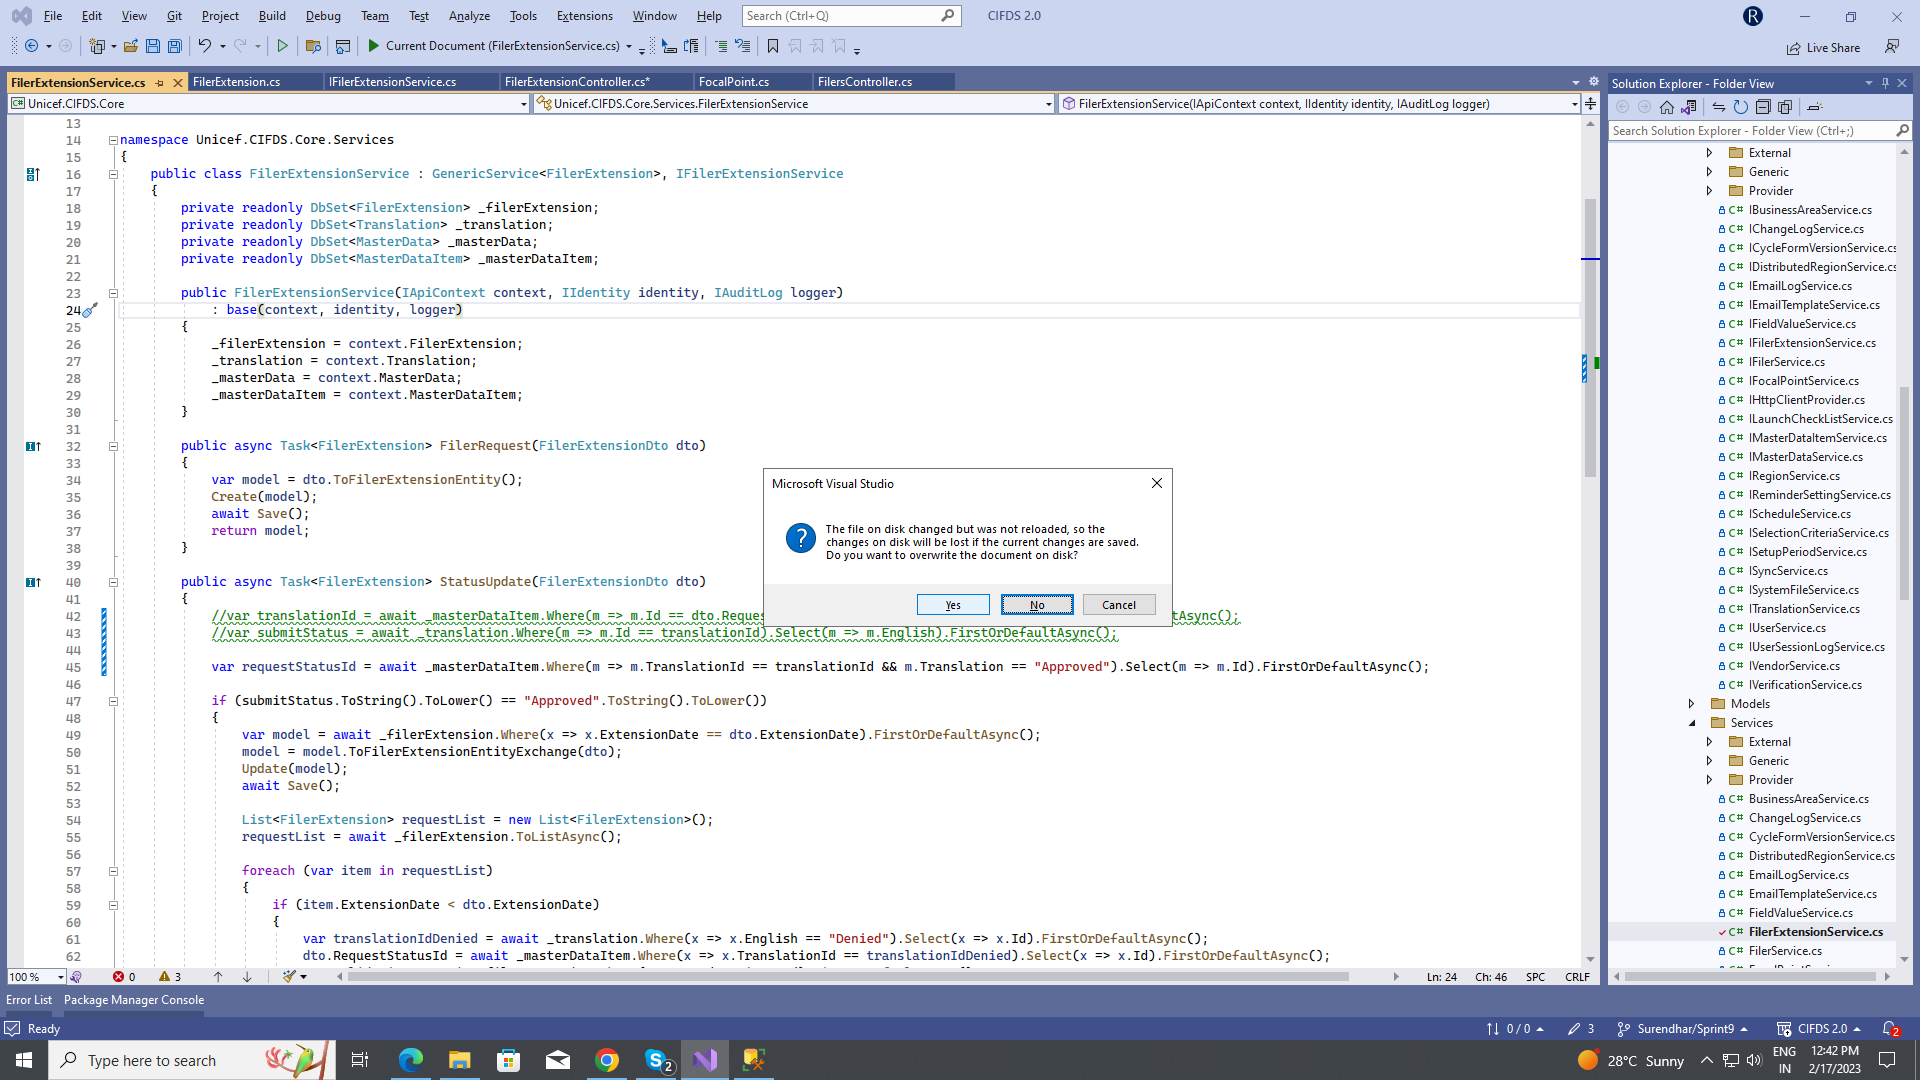 File Edit View Git Project Build Debug Team Test Analyze Tools Extensions Window Help Search (Ctrl+Q) CIFDS 2.0 R
Current Document (FilerExtensionService.cs) Live Share
FilerExtensionService.cs FilerExtension.cs IFilerExtensionService.cs FilerExtensionController.cs* FocalPoint.cs FilersController.cs
Unicef.CIFDS.Core Unicef.CIFDS.Core.Services.FilerExtensionService FilerExtensionService(IApiContext context, IIdentity identity, IAuditLog logger)
13
14 namespace Unicef.CIFDS.Core.Services
15 {
16 public class FilerExtensionService : GenericService<FilerExtension>, IFilerExtensionService
17 {
18 private readonly DbSet<FilerExtension> _filerExtension;
19 private readonly DbSet<Translation> _translation;
20 private readonly DbSet<MasterData> _masterData;
21 private readonly DbSet<MasterDataItem> _masterDataItem;
22
23 public FilerExtensionService(IApiContext context, IIdentity identity, IAuditLog logger)
24 : base(context, identity, logger)
25 {
26 _filerExtension = context.FilerExtension;
27 _translation = context.Translation;
28 _masterData = context.MasterData;
29 _masterDataItem = context.MasterDataItem;
30 }
31
32 public async Task<FilerExtension> FilerRequest(FilerExtensionDto dto)
33 {
34 var model = dto.ToFilerExtensionEntity();
35 Create(model);
36 await Save();
37 return model;
38 }
39
40 public async Task<FilerExtension> StatusUpdate(FilerExtensionDto dto)
41 {
42 //var translationId = await _masterDataItem.Where(m => m.Id == dto.Reques tAsync();
43 //var submitStatus = await _translation.Where(m => m.Id == translationId).Select(m => m.English).FirstOrDefaultAsync();
44
45 var requestStatusId = await _masterDataItem.Where(m => m.TranslationId == translationId && m.Translation == "Approved").Select(m => m.Id).FirstOrDefaultAsync();
46
47 if (submitStatus.ToString().ToLower() == "Approved".ToString().ToLower())
48 {
49 var model = await _filerExtension.Where(x => x.ExtensionDate == dto.ExtensionDate).FirstOrDefaultAsync();
50 model = model.ToFilerExtensionEntityExchange(dto);
51 Update(model);
52 await Save();
53
54 List<FilerExtension> requestList = new List<FilerExtension>();
55 requestList = await _filerExtension.ToListAsync();
56
57 foreach (var item in requestList)
58 {
59 if (item.ExtensionDate < dto.ExtensionDate)
60 {
61 var translationIdDenied = await _translation.Where(x => x.English == "Denied").Select(x => x.Id).FirstOrDefaultAsync();
62 dto.RequestStatusId = await _masterDataItem.Where(x => x.TranslationId == translationIdDenied).Select(x => x.Id).FirstOrDefaultAsync();
Microsoft Visual Studio
The file on disk changed but was not reloaded, so the
changes on disk will be lost if the current changes are saved.
Do you want to overwrite the document on disk?
Yes No Cancel
Solution Explorer - Folder View
Search Solution Explorer - Folder View (Ctrl+;)
External
Generic
Provider
C# IBusinessAreaService.cs
C# IChangeLogService.cs
C# ICycleFormVersionService.cs
C# IDistributedRegionService.cs
C# IEmailLogService.cs
C# IEmailTemplateService.cs
C# IFieldValueService.cs
C# IFilerExtensionService.cs
C# IFilerService.cs
C# IFocalPointService.cs
C# IHttpClientProvider.cs
C# ILaunchCheckListService.cs
C# IMasterDataItemService.cs
C# IMasterDataService.cs
C# IRegionService.cs
C# IReminderSettingService.cs
C# IScheduleService.cs
C# ISelectionCriteriaService.cs
C# ISetupPeriodService.cs
C# ISyncService.cs
C# ISystemFileService.cs
C# ITranslationService.cs
C# IUserService.cs
C# IUserSessionLogService.cs
C# IVendorService.cs
C# IVerificationService.cs
Models
Services
External
Generic
Provider
C# BusinessAreaService.cs
C# ChangeLogService.cs
C# CycleFormVersionService.cs
C# DistributedRegionService.cs
C# EmailLogService.cs
C# EmailTemplateService.cs
C# FieldValueService.cs
C# FilerExtensionService.cs
C# FilerService.cs
100 % 0 3 Ln: 24 Ch: 46 SPC CRLF
Error List Package Manager Console
Ready 0 / 0 3 Surendhar/Sprint9 CIFDS 2.0 2
Type here to search 2 28°C Sunny ENG IN 12:42 PM 2/17/2023